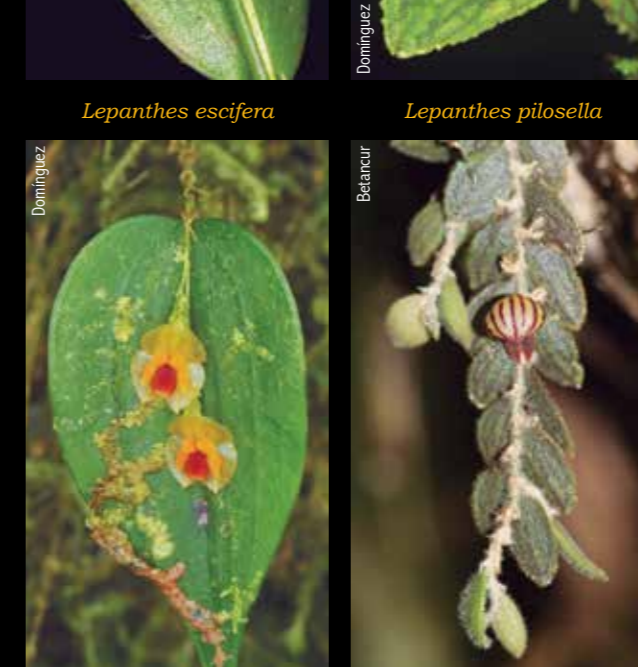 Domínguez
Lepanthes escifera
Lepanthes pilosella
Domínguez
Betancur